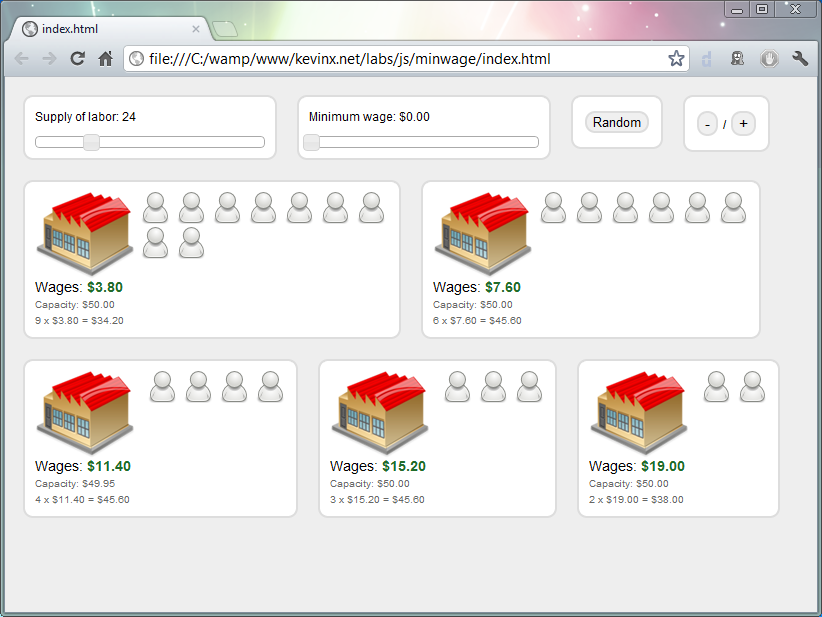 index.html
file:///C:/wamp/www/kevinx.net/labs/js/minwage/index.html
Supply of labor: 24
Minimum wage: $0.00
Random
- / +
Wages: $3.80
Capacity: $50.00
9 x $3.80 = $34.20
Wages: $7.60
Capacity: $50.00
6 x $7.60 = $45.60
Wages: $11.40
Capacity: $49.95
4 x $11.40 = $45.60
Wages: $15.20
Capacity: $50.00
3 x $15.20 = $45.60
Wages: $19.00
Capacity: $50.00
2 x $19.00 = $38.00